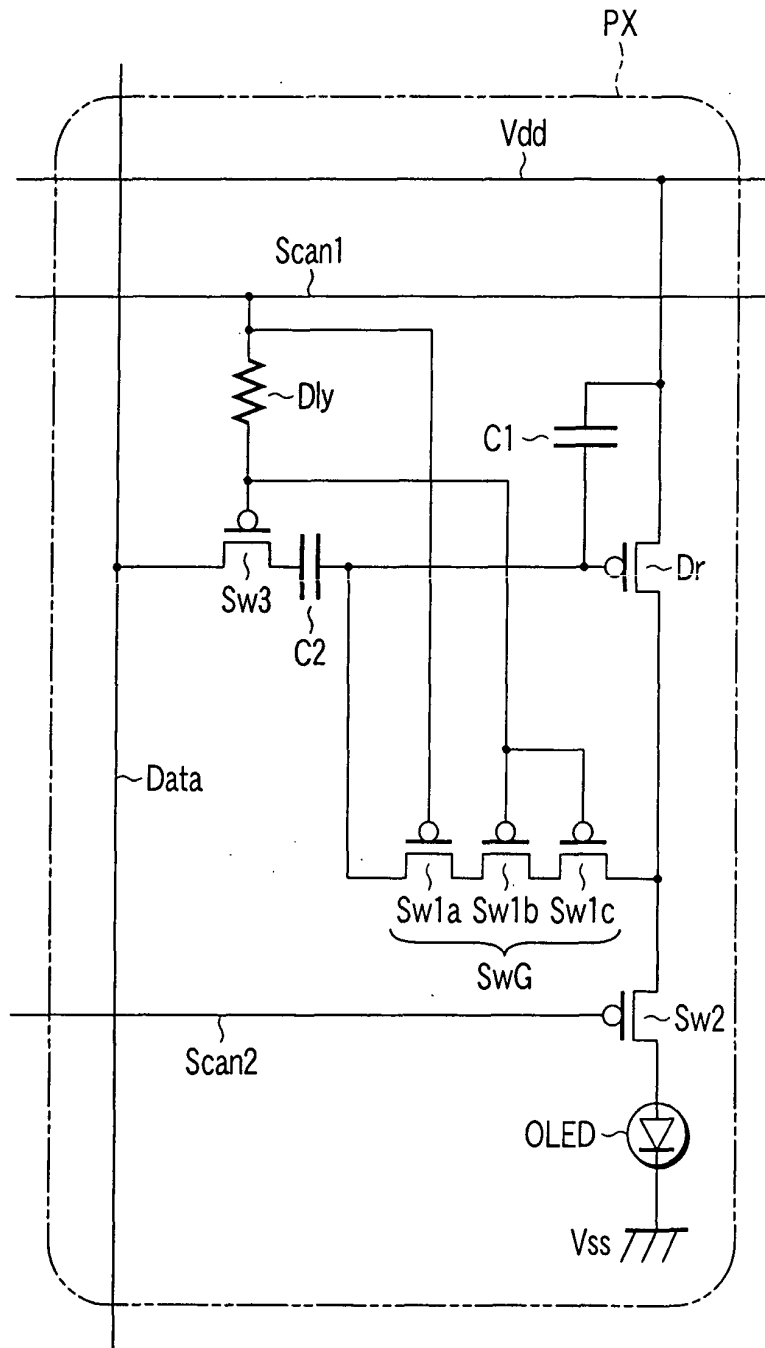 PX
Vdd
Scan1
Dly
C1
Sw3
C2
Dr
Data
Sw1a Sw1b Sw1c
SwG
Scan2
Sw2
OLED
Vss